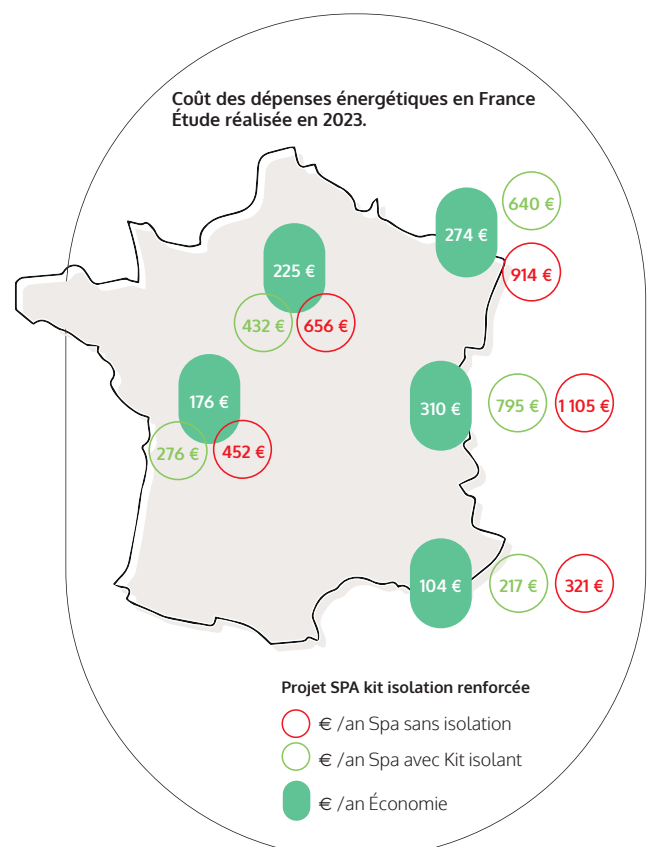 Coût des dépenses énergétiques en France
Étude réalisée en 2023.
640 €
274 €
914 €
225 €
432 €
656 €
176 €
276 €
452 €
310 €
795 €
1 105 €
104 €
217 €
321 €
Projet SPA kit isolation renforcée
€ /an Spa sans isolation
€ /an Spa avec Kit isolant
€ /an Économie